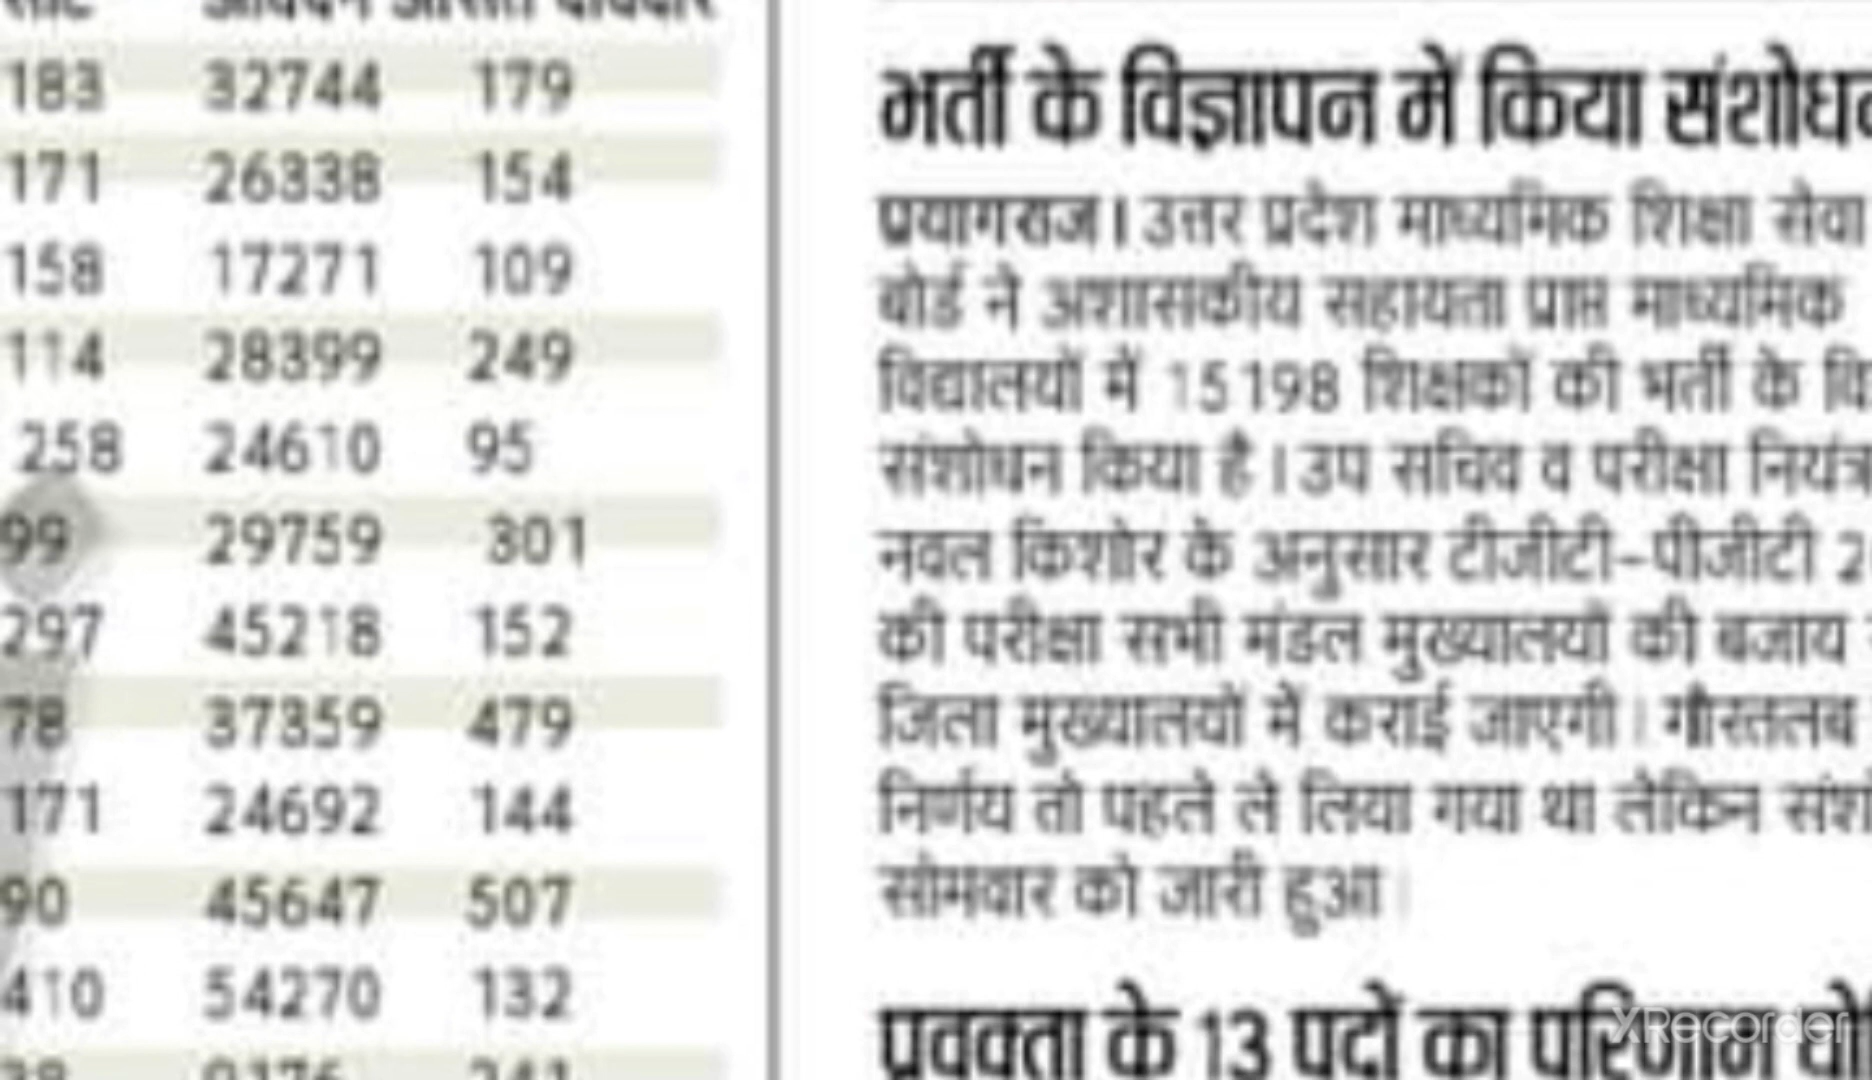 सीट आवेदन औसत दावेदार
183 32744 179
171 26338 154
158 17271 109
114 28399 249
258 24610 95
99 29759 301
297 45218 152
78 37359 479
171 24692 144
90 45647 507
410 54270 132
भर्ती के विज्ञापन में किया
प्रयागराज। उत्तर प्रदेश माध्यमिक शिक्षा सेवा
बोर्ड ने अशासकीय सहायता प्राप्त माध्यमिक
विद्यालयों में 15198 शिक्षकों की भर्ती के
संशोधन किया है। उप सचिव व परीक्षा
नवल किशोर के अनुसार टीजीटी-पीजीटी
की परीक्षा सभी मंडल मुख्यालयों की बजाय
जिला मुख्यालयों में कराई जाएगी। गौरतलब
निर्णय तो पहले ले लिया गया था लेकिन
सोमवार को जारी हुआ।
प्रवक्ता के 13 पदों का परिणाम
XRecorder